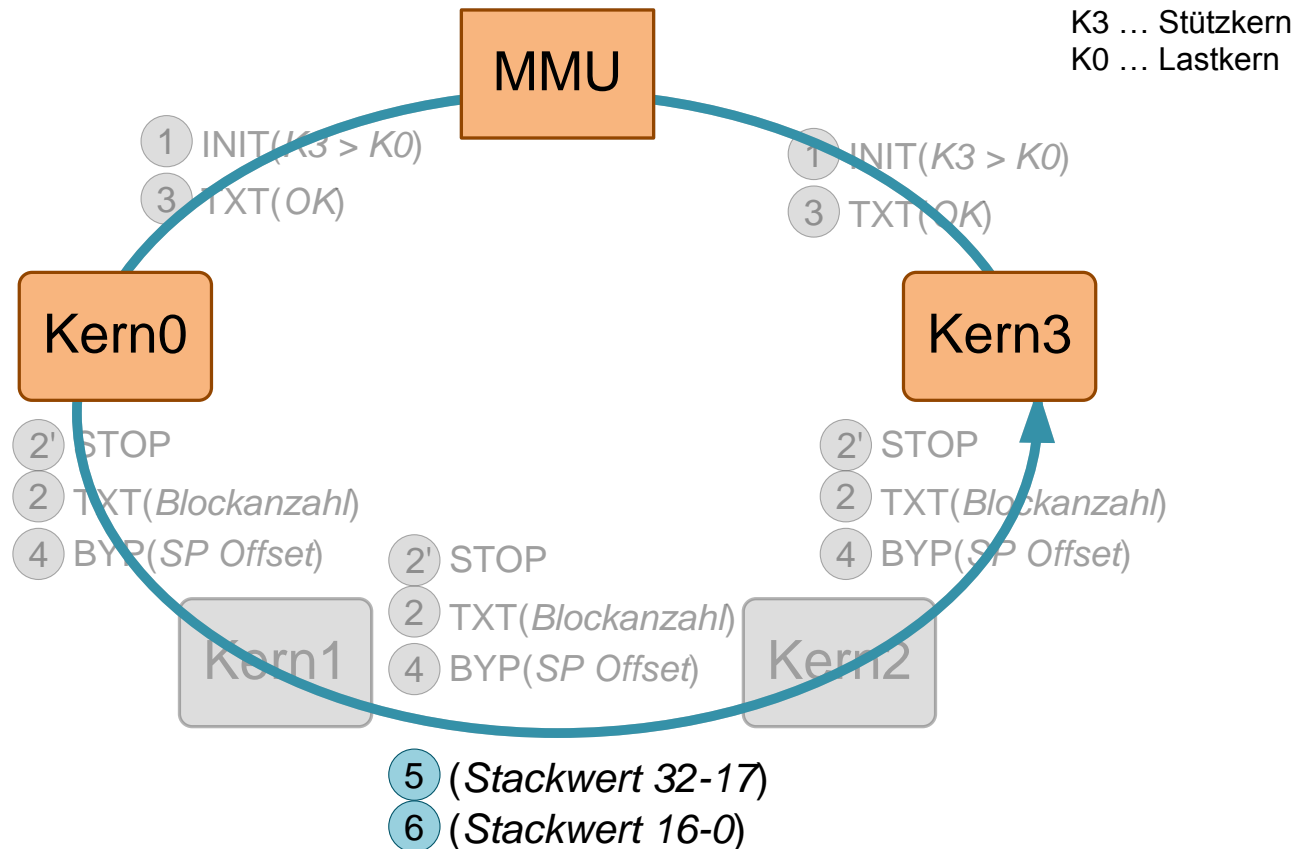 K3 … Stützkern
K0 … Lastkern
MMU
1 INIT(K3 > K0)
3 TXT(OK)
1 INIT(K3 > K0)
3 TXT(OK)
Kern0
Kern3
2' STOP
2 TXT(Blockanzahl)
4 BYP(SP Offset)
2' STOP
2 TXT(Blockanzahl)
4 BYP(SP Offset)
2' STOP
2 TXT(Blockanzahl)
4 BYP(SP Offset)
Kern1
Kern2
5 (Stackwert 32-17)
6 (Stackwert 16-0)